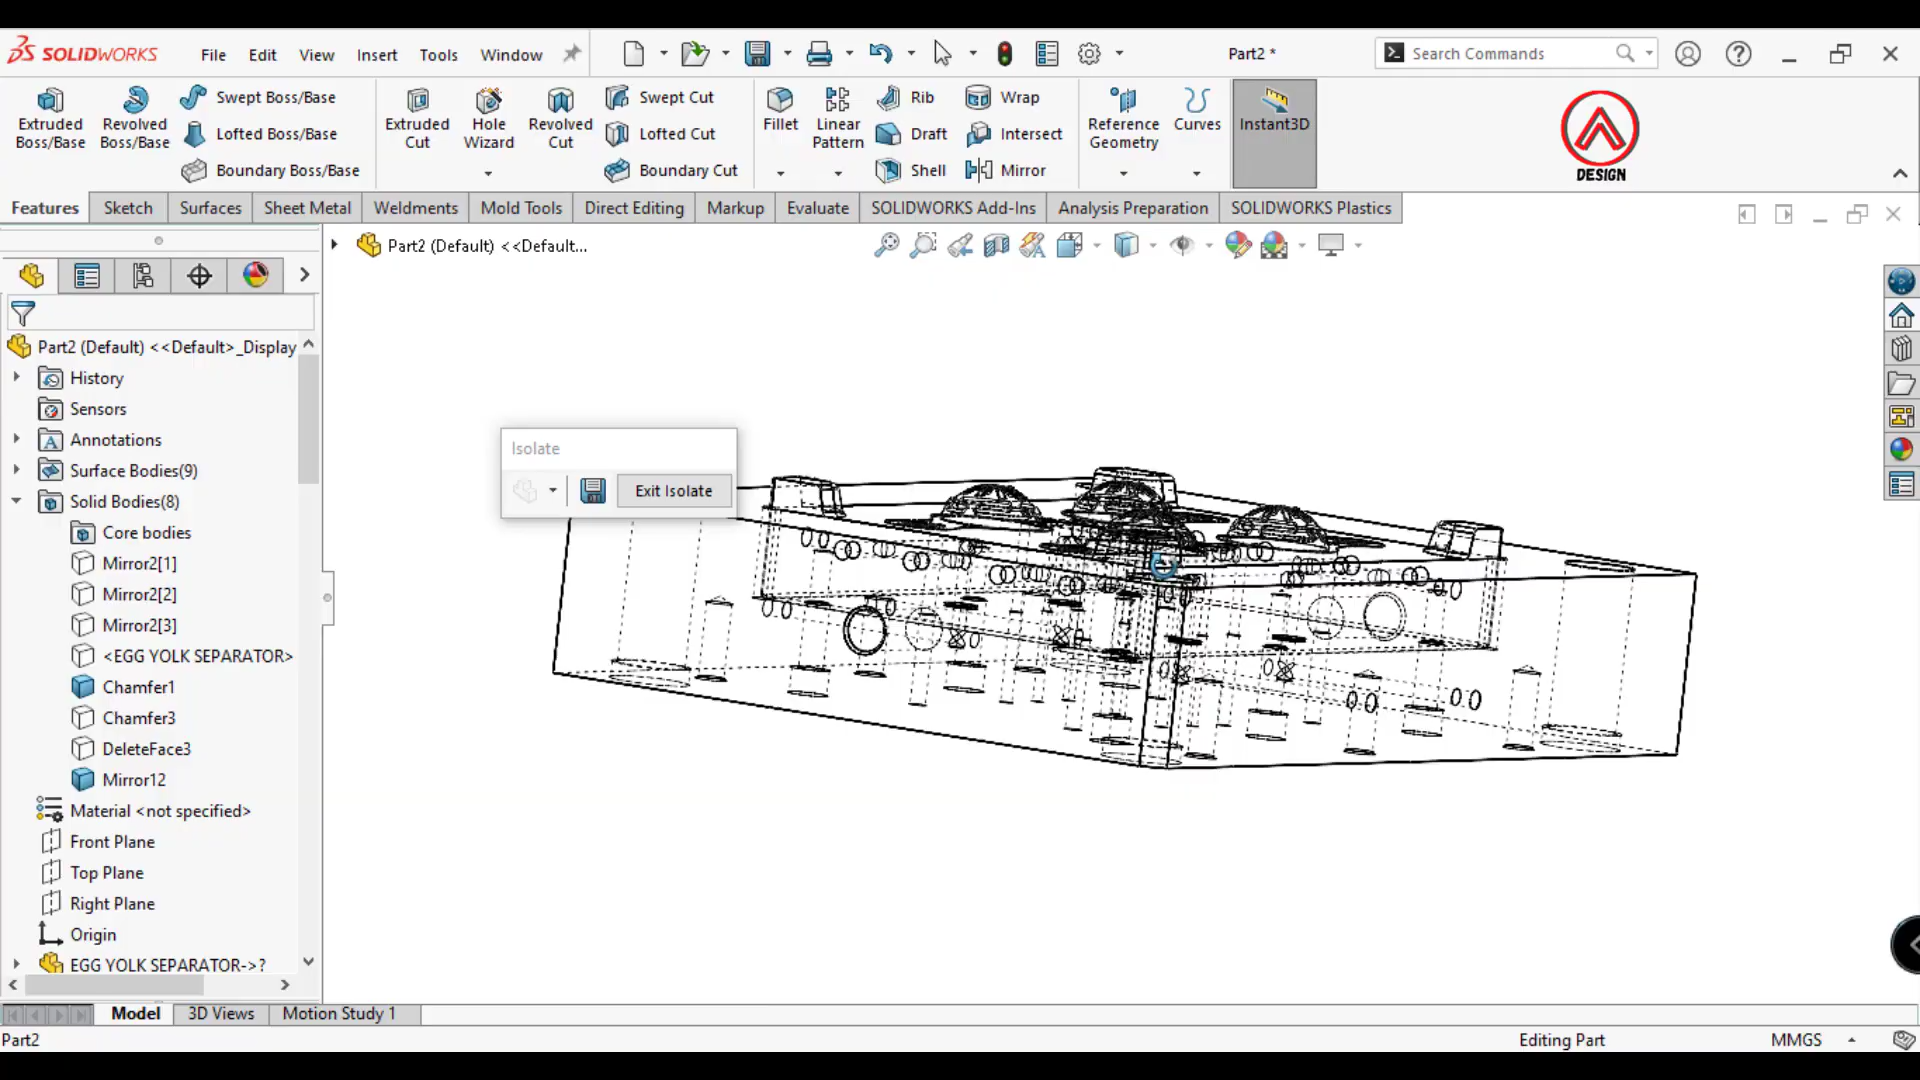 SOLIDWORKS File Edit View Insert Tools Window Part2 * Search Commands
Extruded Boss/Base
Revolved Boss/Base
Swept Boss/Base
Lofted Boss/Base
Boundary Boss/Base
Extruded Cut
Hole Wizard
Revolved Cut
Swept Cut
Lofted Cut
Boundary Cut
Fillet
Linear Pattern
Rib
Draft
Shell
Wrap
Intersect
Mirror
Reference Geometry
Curves
Instant3D
DESIGN
Features Sketch Surfaces Sheet Metal Weldments Mold Tools Direct Editing Markup Evaluate SOLIDWORKS Add-Ins Analysis Preparation SOLIDWORKS Plastics
Part2 (Default) <<Default...
Part2 (Default) <<Default>_Display
History
Sensors
Annotations
Surface Bodies(9)
Solid Bodies(8)
Core bodies
Mirror2[1]
Mirror2[2]
Mirror2[3]
<EGG YOLK SEPARATOR>
Chamfer1
Chamfer3
DeleteFace3
Mirror12
Material <not specified>
Front Plane
Top Plane
Right Plane
Origin
EGG YOLK SEPARATOR->?
Isolate
Exit Isolate
Model 3D Views Motion Study 1
Part2 Editing Part MMGS